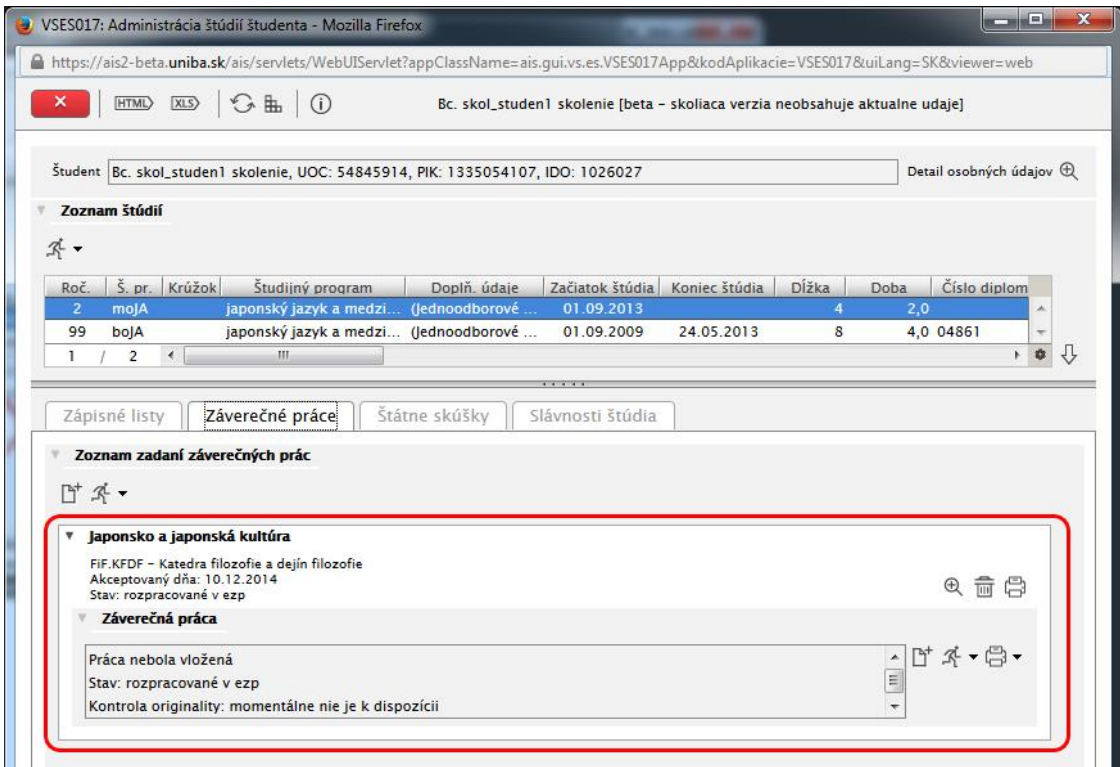 VSES017: Administrácia štúdií študenta - Mozilla Firefox
https://ais2-beta.uniba.sk/ais/servlets/WebUIServlet?appClassName=ais.gui.vs.es.VSES017App&kodAplikacie=VSES017&uiLang=SK&viewer=web
HTML XLS Bc. skol_studen1 skolenie [beta - skoliaca verzia neobsahuje aktualne udaje]
Študent Bc. skol_studen1 skolenie, UOC: 54845914, PIK: 1335054107, IDO: 1026027 Detail osobných údajov
Zoznam štúdií
Roč. Š. pr. Krúžok Študijný program Doplň. údaje Začiatok štúdia Koniec štúdia Dĺžka Doba Číslo diplom
2 moJA japonský jazyk a medzi... (Jednoodborové ... 01.09.2013 4 2,0
99 boJA japonský jazyk a medzi... (Jednoodborové ... 01.09.2009 24.05.2013 8 4,0 04861
1 / 2
Zápisné listy Záverečné práce Štátne skúšky Slávnosti štúdia
Zoznam zadaní záverečných prác
Japonsko a japonská kultúra
FiF.KFDF - Katedra filozofie a dejín filozofie
Akceptovaný dňa: 10.12.2014
Stav: rozpracované v ezp
Záverečná práca
Práca nebola vložená
Stav: rozpracované v ezp
Kontrola originality: momentálne nie je k dispozícii